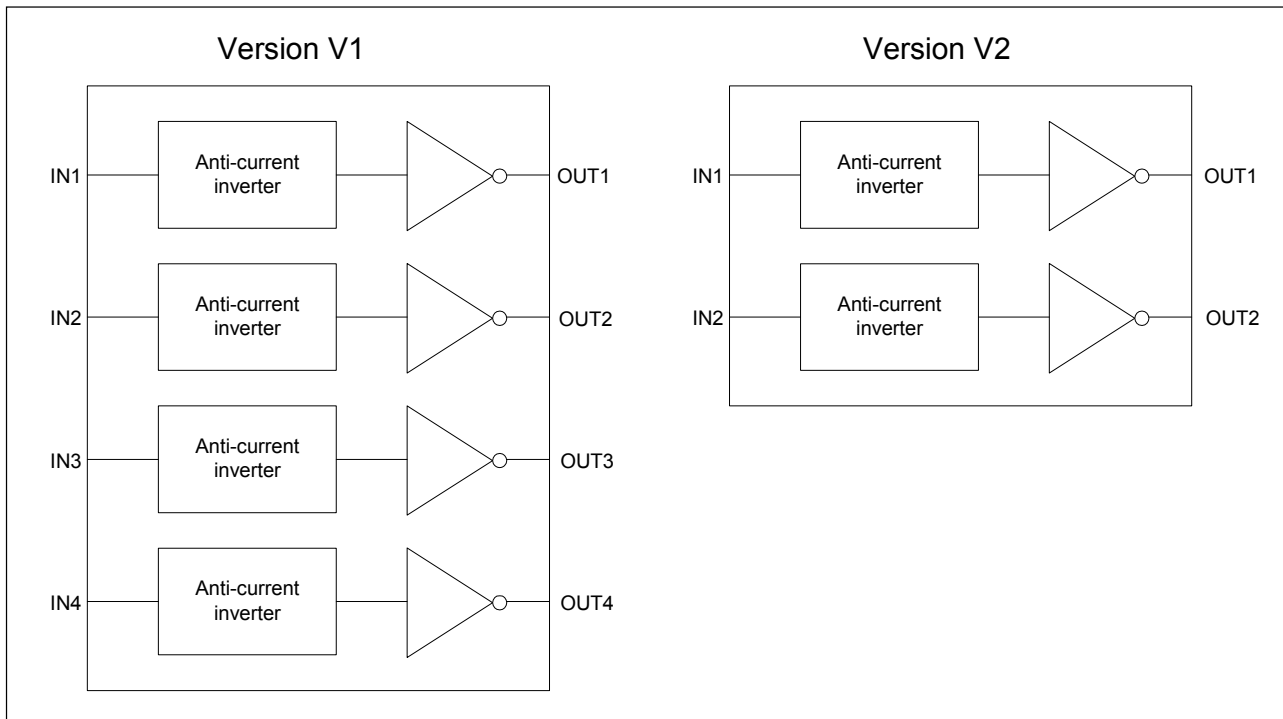 Version V1
IN1
Anti-current
inverter
OUT1
IN2
Anti-current
inverter
OUT2
IN3
Anti-current
inverter
OUT3
IN4
Anti-current
inverter
OUT4
Version V2
IN1
Anti-current
inverter
OUT1
IN2
Anti-current
inverter
OUT2